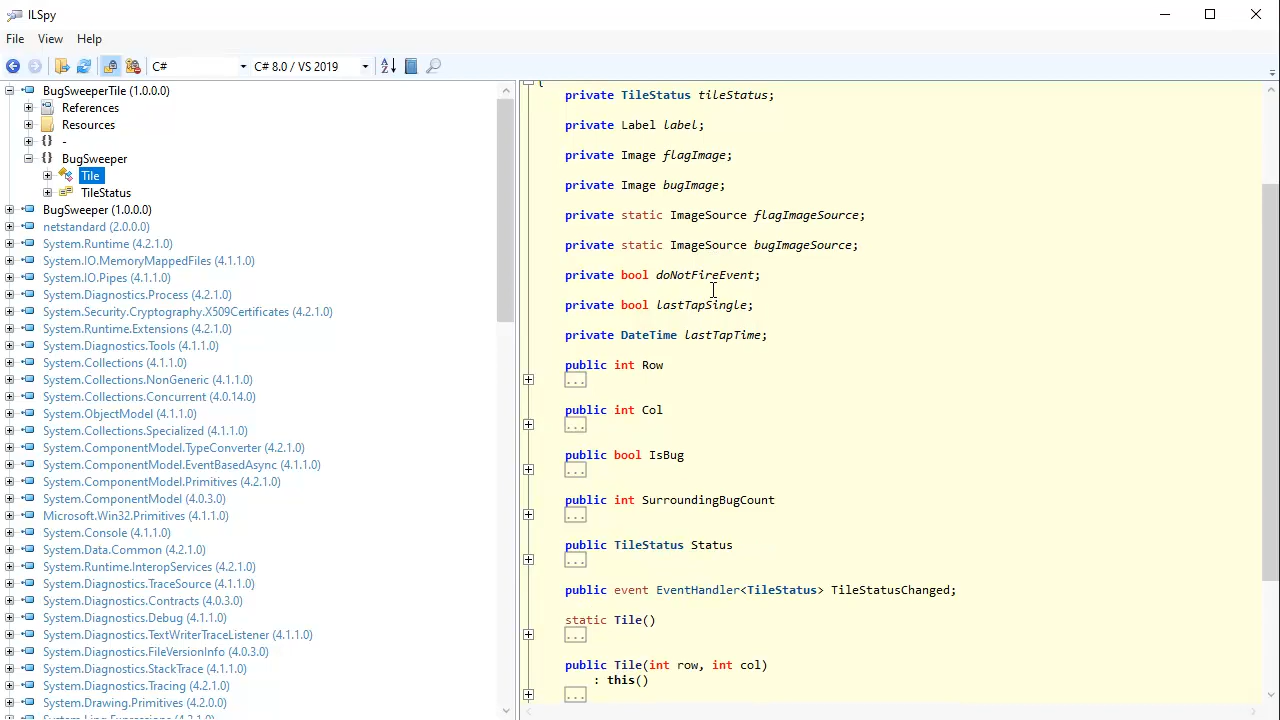 ILSpy
File View Help
C# C# 8.0 / VS 2019
BugSweeperTile (1.0.0.0)
References
Resources
{} -
{} BugSweeper
Tile
TileStatus
BugSweeper (1.0.0.0)
netstandard (2.0.0.0)
System.Runtime (4.2.1.0)
System.IO.MemoryMappedFiles (4.1.1.0)
System.IO.Pipes (4.1.1.0)
System.Diagnostics.Process (4.2.1.0)
System.Security.Cryptography.X509Certificates (4.2.1.0)
System.Runtime.Extensions (4.2.1.0)
System.Diagnostics.Tools (4.1.1.0)
System.Collections (4.1.1.0)
System.Collections.NonGeneric (4.1.1.0)
System.Collections.Concurrent (4.0.14.0)
System.ObjectModel (4.1.1.0)
System.Collections.Specialized (4.1.1.0)
System.ComponentModel.TypeConverter (4.2.1.0)
System.ComponentModel.EventBasedAsync (4.1.1.0)
System.ComponentModel.Primitives (4.2.1.0)
System.ComponentModel (4.0.3.0)
Microsoft.Win32.Primitives (4.1.1.0)
System.Console (4.1.1.0)
System.Data.Common (4.2.1.0)
System.Runtime.InteropServices (4.2.1.0)
System.Diagnostics.TraceSource (4.1.1.0)
System.Diagnostics.Contracts (4.0.3.0)
System.Diagnostics.Debug (4.1.1.0)
System.Diagnostics.TextWriterTraceListener (4.1.1.0)
System.Diagnostics.FileVersionInfo (4.0.3.0)
System.Diagnostics.StackTrace (4.1.1.0)
System.Diagnostics.Tracing (4.2.1.0)
System.Drawing.Primitives (4.2.0.0)
{
private TileStatus tileStatus;
private Label label;
private Image flagImage;
private Image bugImage;
private static ImageSource flagImageSource;
private static ImageSource bugImageSource;
private bool doNotFireEvent;
private bool lastTapSingle;
private DateTime lastTapTime;
public int Row
...
public int Col
...
public bool IsBug
...
public int SurroundingBugCount
...
public TileStatus Status
...
public event EventHandler<TileStatus> TileStatusChanged;
static Tile()
...
public Tile(int row, int col)
: this()
...